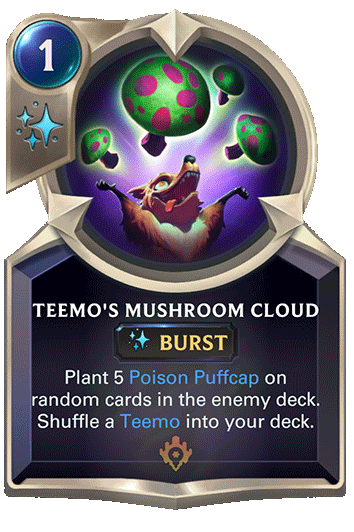 1
TEEMO'S MUSHROOM CLOUD
BURST
Plant 5 Poison Puffcap on
random cards in the enemy deck.
Shuffle a Teemo into your deck.